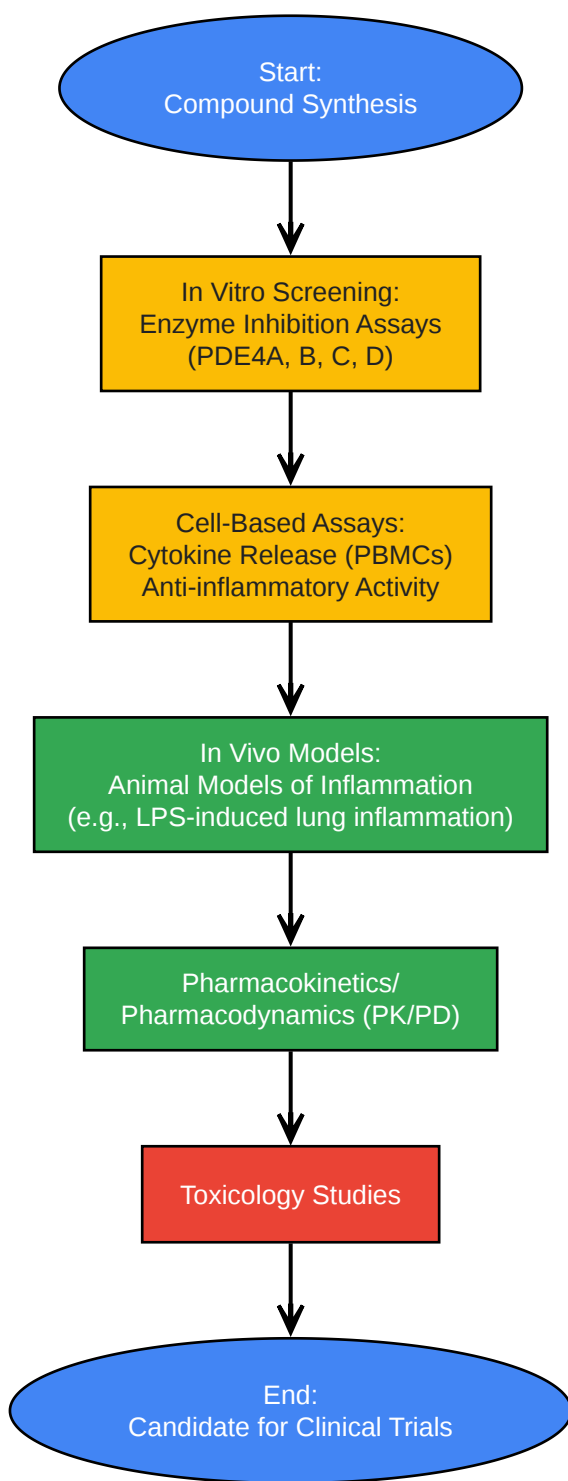 Start:
Compound Synthesis
In Vitro Screening:
Enzyme Inhibition Assays
(PDE4A, B, C, D)
Cell-Based Assays:
Cytokine Release (PBMCs)
Anti-inflammatory Activity
In Vivo Models:
Animal Models of Inflammation
(e.g., LPS-induced lung inflammation)
Pharmacokinetics/
Pharmacodynamics (PK/PD)
Toxicology Studies
End:
Candidate for Clinical Trials